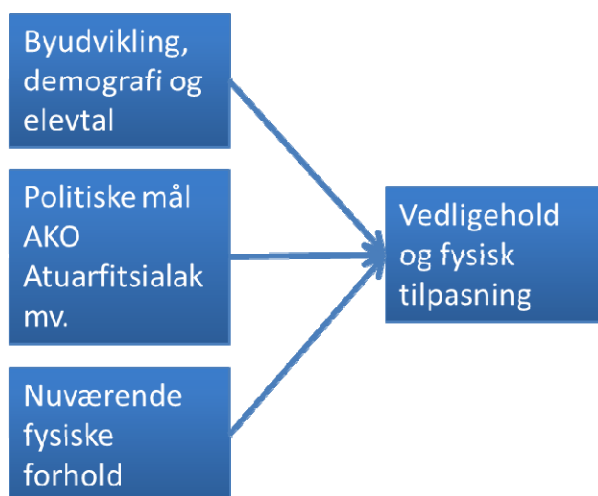 Byudvikling,
demografi og
elevtal
Politiske mål
AKO
Atuarfitsialak
mv.
Nuværende
fysiske
forhold
Vedligehold
og fysisk
tilpasning